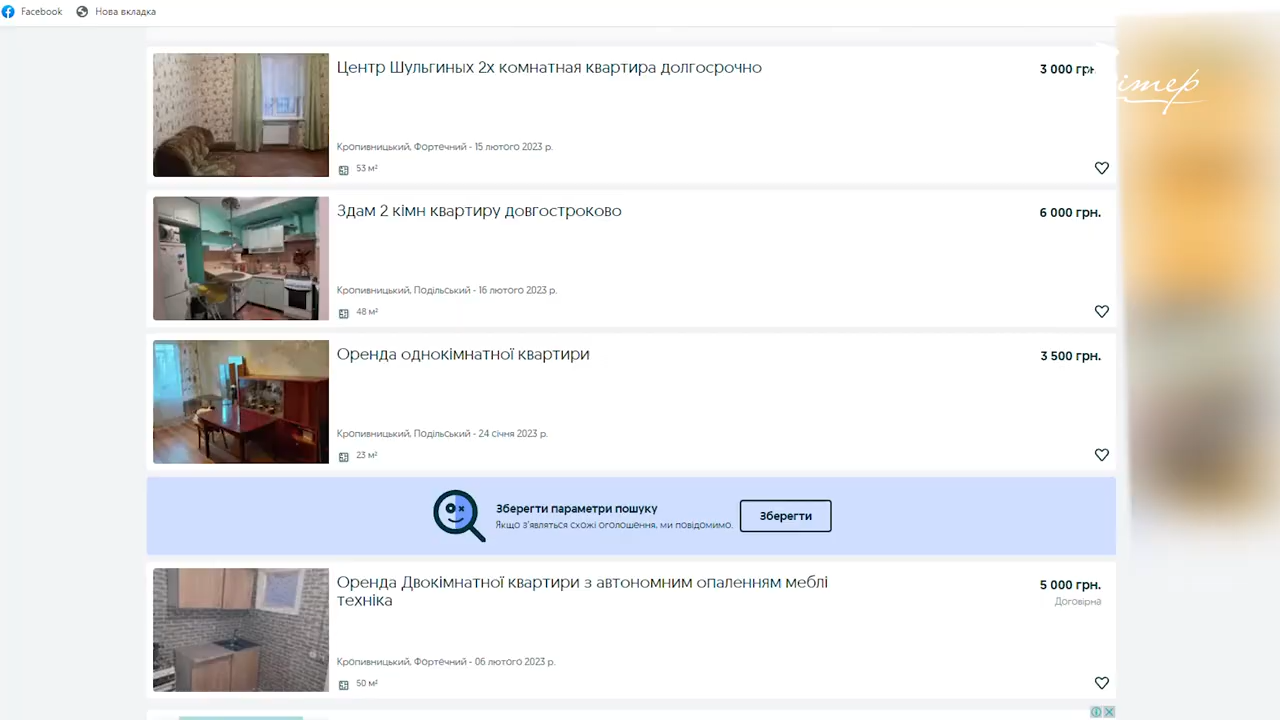 Facebook
Нова вкладка
Центр Шульгиных 2х комнатная квартира долгосрочно
3 000 грн.
Кропивницький, Фортечний - 15 лютого 2023 р.
53 м²
Здам 2 кімн квартиру довгостроково
6 000 грн.
Кропивницький, Подільський - 16 лютого 2023 р.
48 м²
Оренда однокімнатної квартири
3 500 грн.
Кропивницький, Подільський - 24 січня 2023 р.
23 м²
Зберегти параметри пошуку
Якщо з'являться схожі оголошення, ми повідомимо.
Зберегти
Оренда Двокімнатної квартири з автономним опаленням меблі
техніка
5 000 грн.
Договірна
Кропивницький, Фортечний - 06 лютого 2023 р.
50 м²